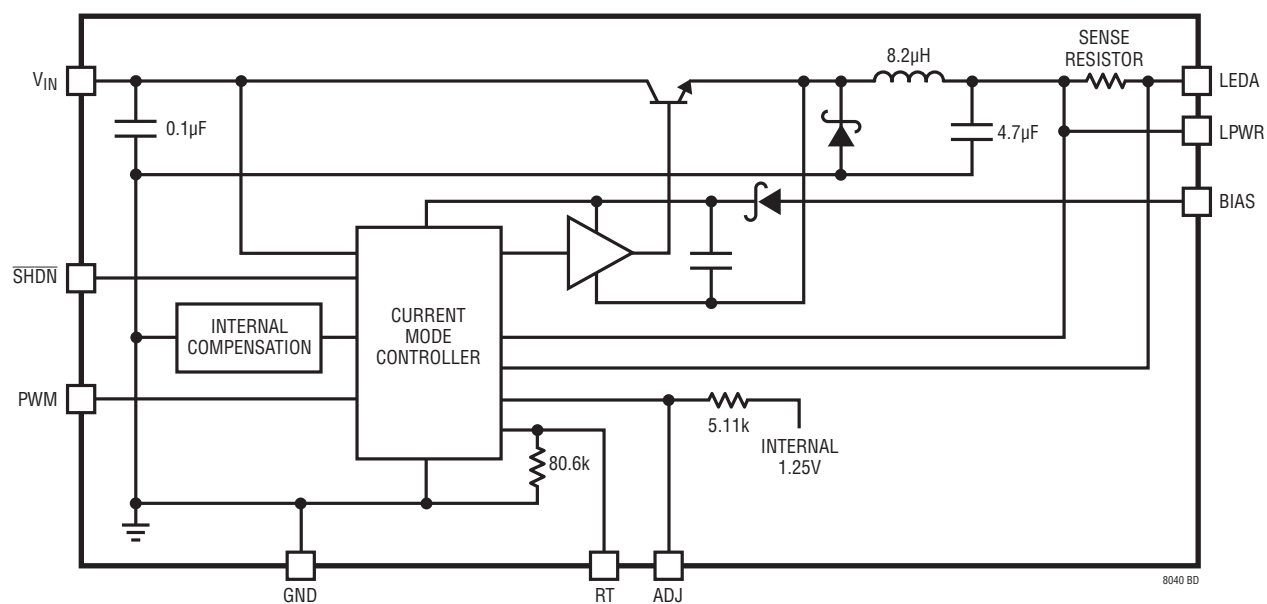 SENSE
RESISTOR
8.2µH
VIN
LEDA
0.1µF
4.7µF
LPWR
BIAS
SHDN
CURRENT
MODE
CONTROLLER
INTERNAL
COMPENSATION
PWM
5.11k
INTERNAL
1.25V
80.6k
GND
RT
ADJ
8040 BD